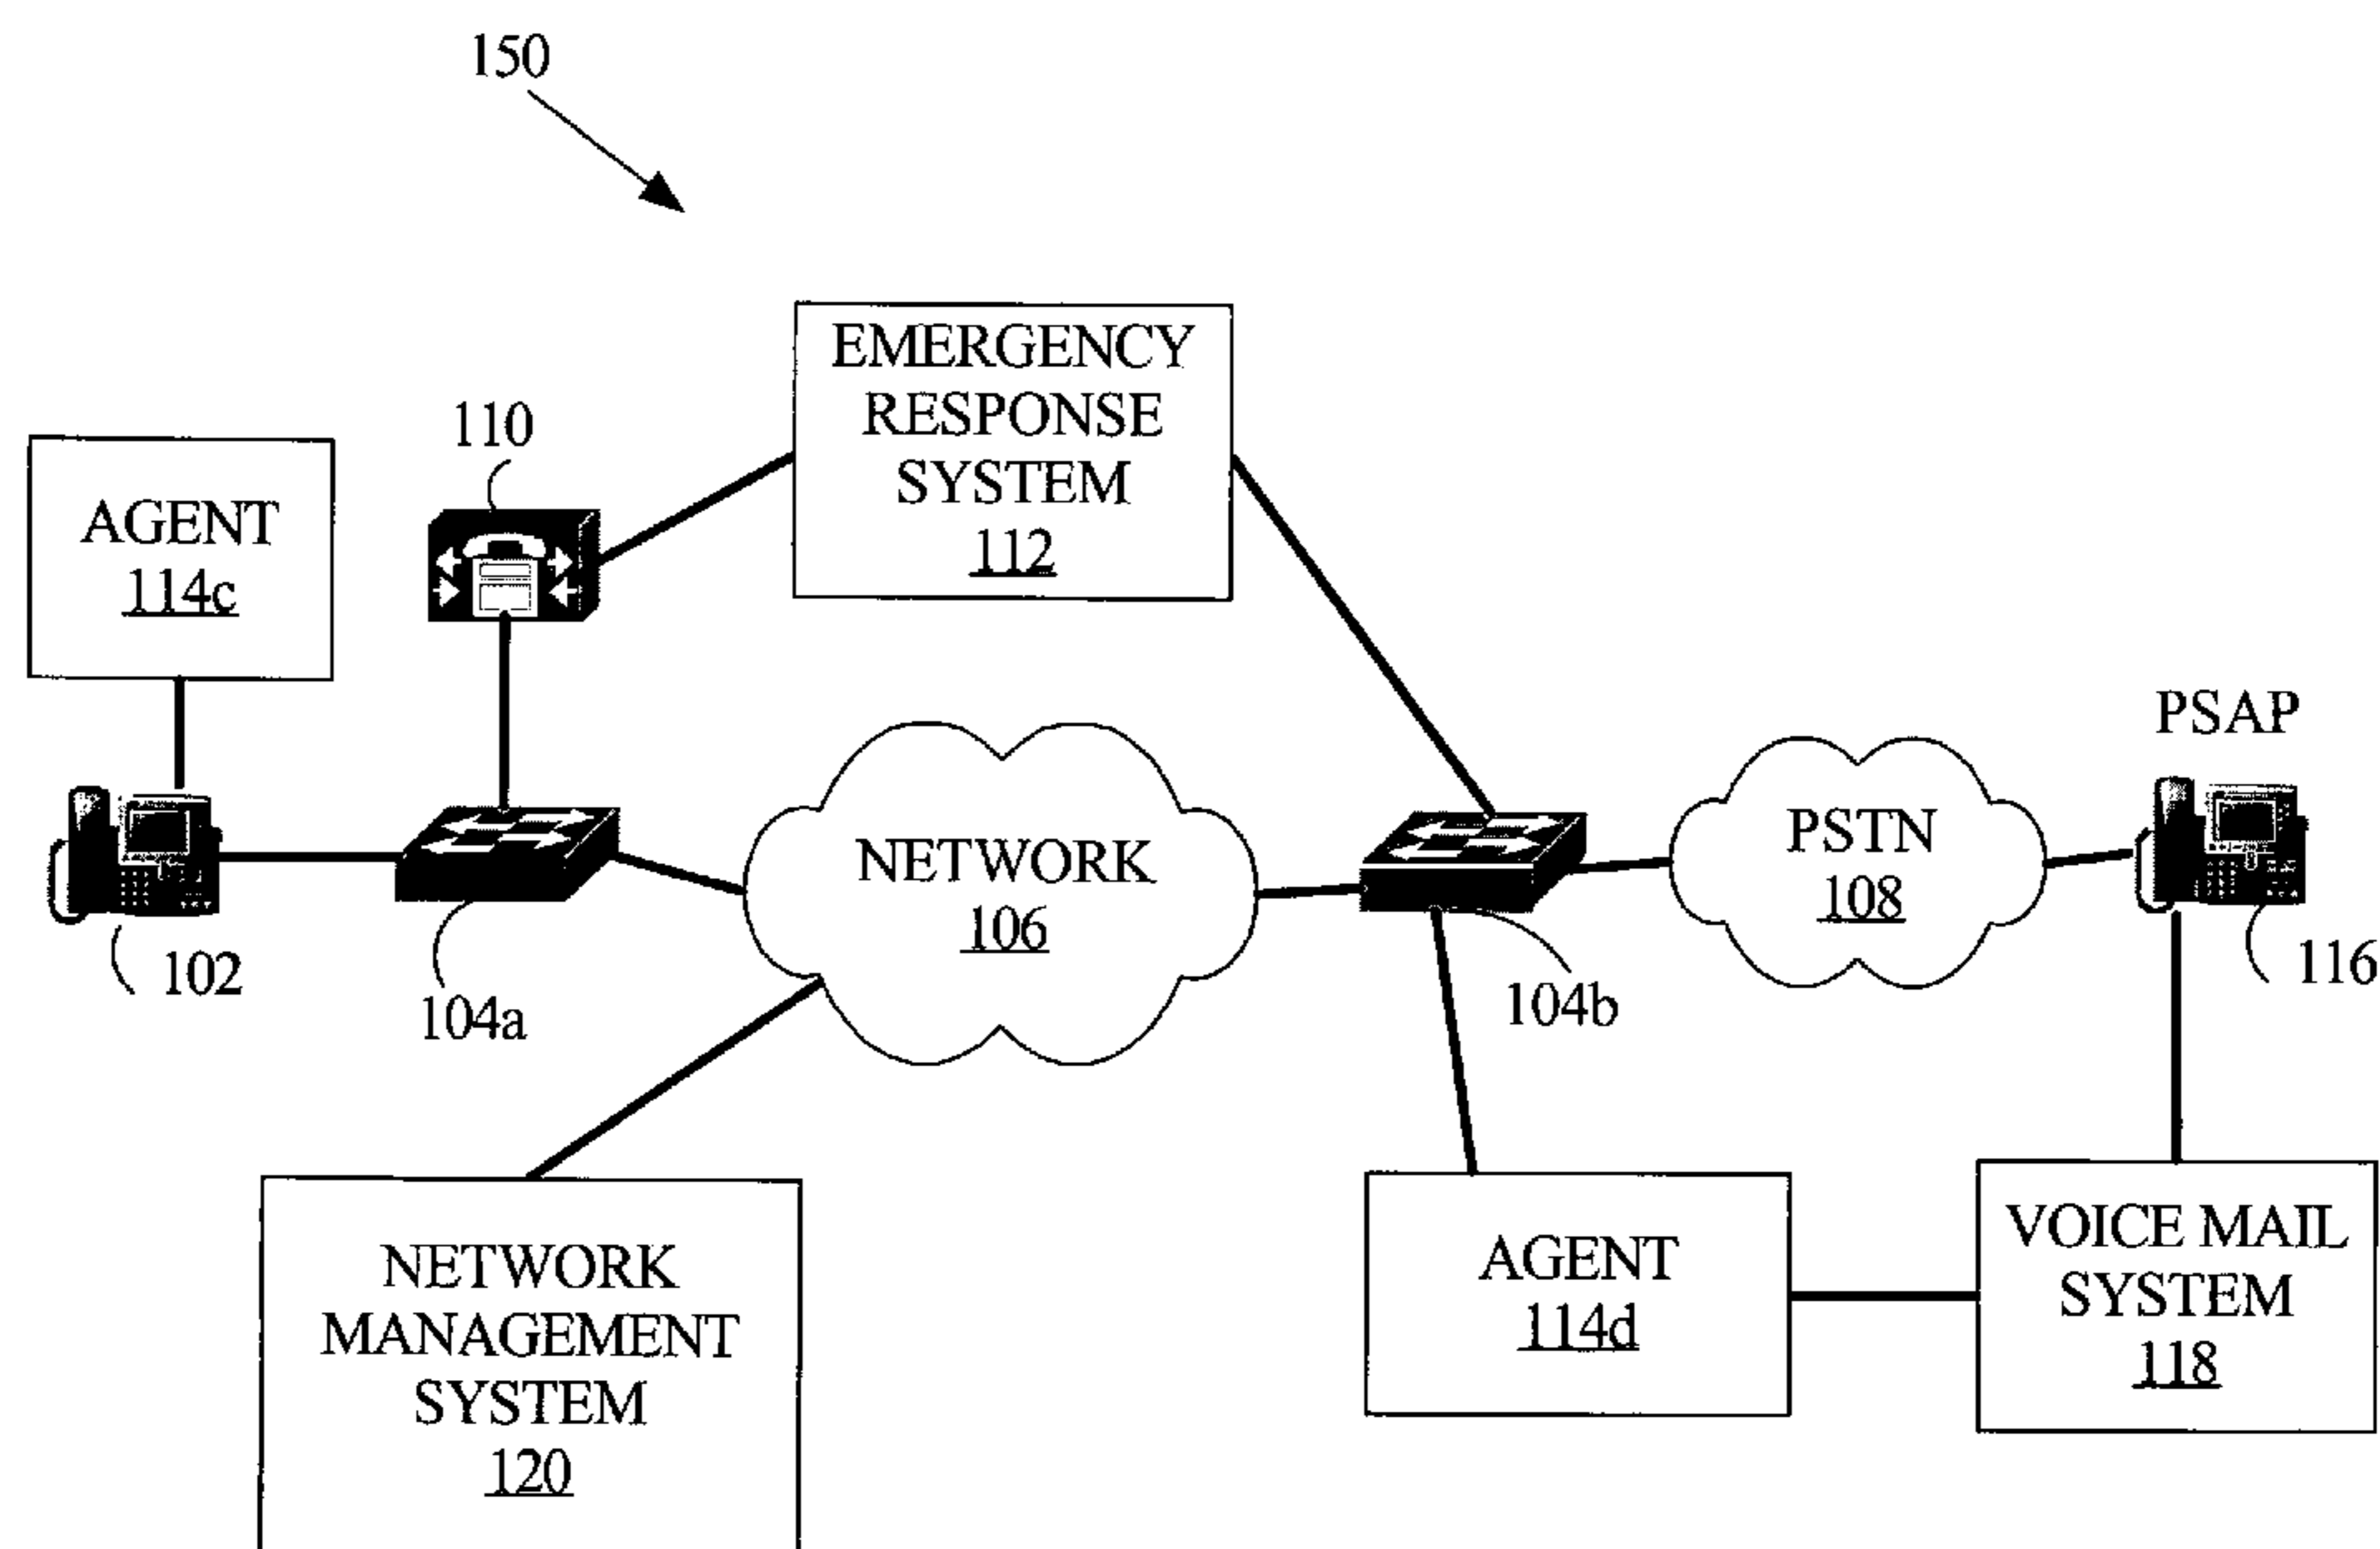 150
EMERGENCY
RESPONSE
SYSTEM
112
110
AGENT
114c
PSAP
NETWORK
106
PSTN
108
102
104a
104b
116
NETWORK
MANAGEMENT
SYSTEM
120
AGENT
114d
VOICE MAIL
SYSTEM
118